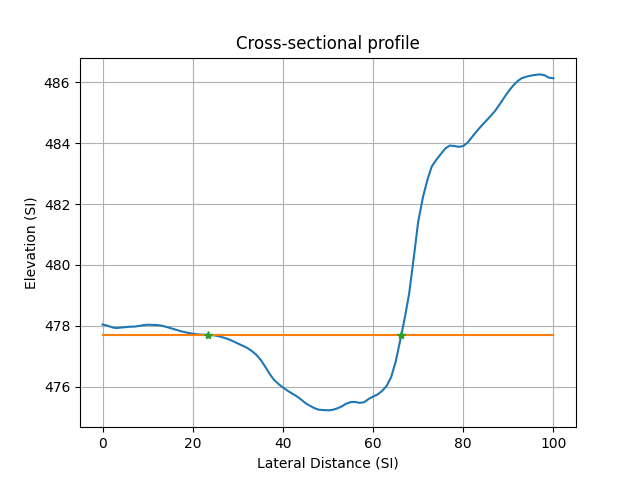 Cross-sectional profile
486
484
482
480
478
476
Elevation (SI)
0 20 40 60 80 100
Lateral Distance (SI)